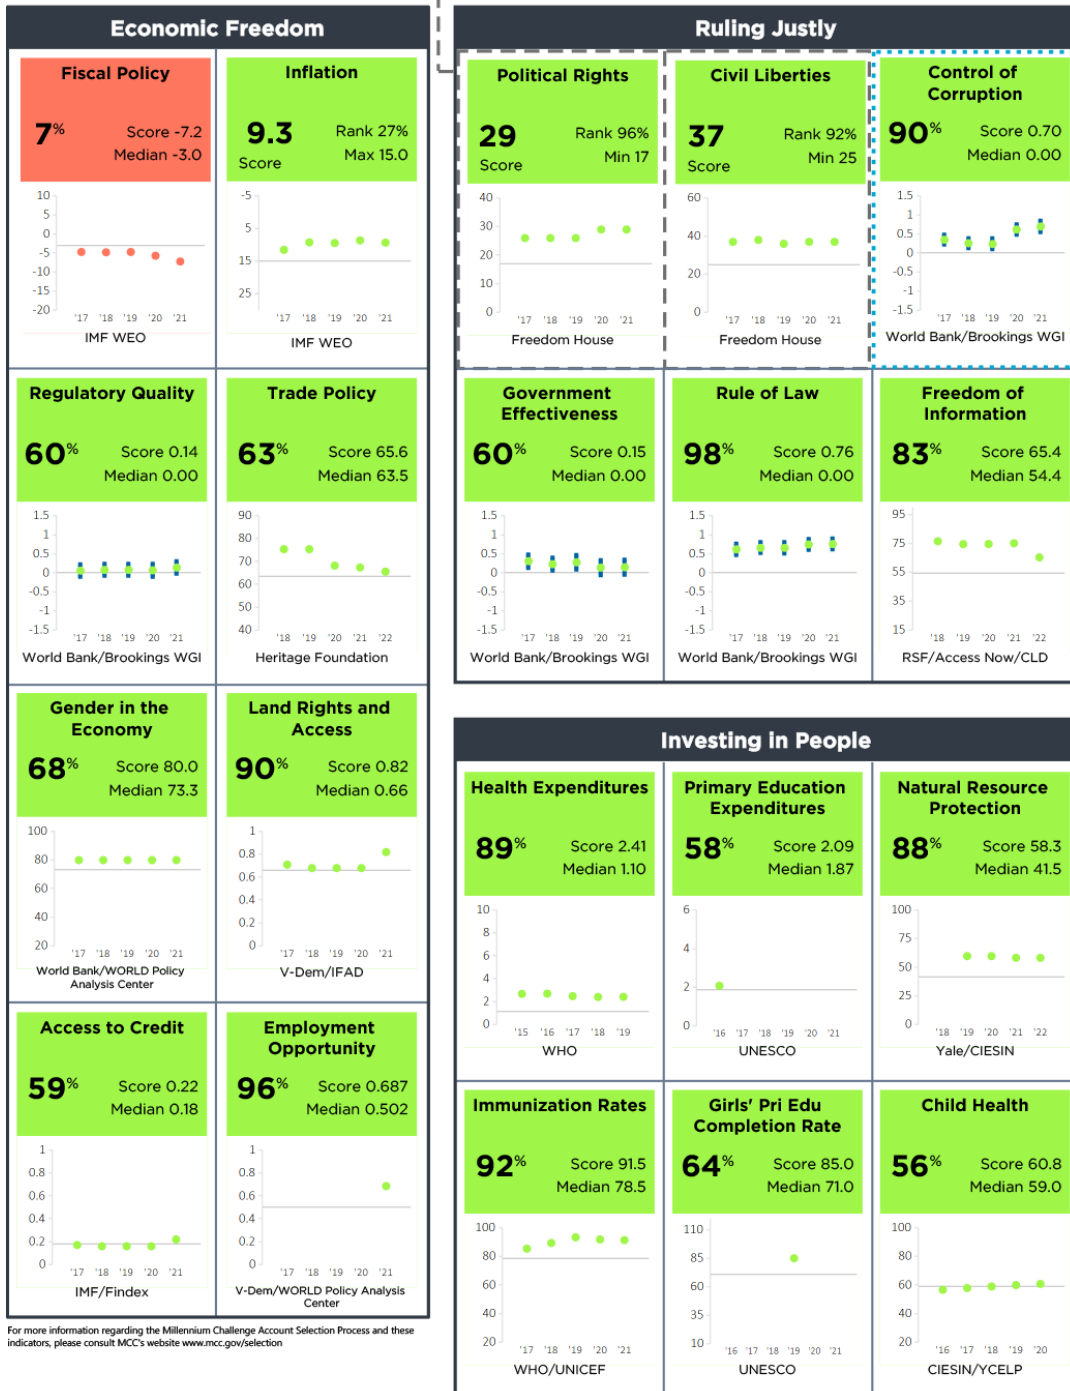 Economic Freedom
Fiscal Policy
7%
Score -7.2
Median -3.0
10
5
0
-5
-10
-15
-20
'17 '18 '19 '20 '21
IMF WEO
Inflation
9.3
Score
Rank 27%
Max 15.0
-5
5
15
25
'17 '18 '19 '20 '21
IMF WEO
Regulatory Quality
60%
Score 0.14
Median 0.00
1.5
1
0.5
0
-0.5
-1
-1.5
'17 '18 '19 '20 '21
World Bank/Brookings WGI
Trade Policy
63%
Score 65.6
Median 63.5
90
80
70
60
50
40
'18 '19 '20 '21 '22
Heritage Foundation
Gender in the
Economy
68%
Score 80.0
Median 73.3
100
80
60
40
20
'17 '18 '19 '20 '21
World Bank/WORLD Policy
Analysis Center
Land Rights and
Access
90%
Score 0.82
Median 0.66
1
0.8
0.6
0.4
0.2
0
'17 '18 '19 '20 '21
V-Dem/IFAD
Access to Credit
59%
Score 0.22
Median 0.18
1
0.8
0.6
0.4
0.2
0
'17 '18 '19 '20 '21
IMF/Findex
Employment
Opportunity
96%
Score 0.687
Median 0.502
1
0.8
0.6
0.4
0.2
0
'17 '18 '19 '20 '21
V-Dem/WORLD Policy Analysis
Center
For more information regarding the Millennium Challenge Account Selection Process and these
indicators, please consult MCC's website www.mcc.gov/selection
Ruling Justly
Political Rights
29
Score
Rank 96%
Min 17
40
30
20
10
0
'17 '18 '19 '20 '21
Freedom House
Civil Liberties
37
Score
Rank 92%
Min 25
60
40
20
0
'17 '18 '19 '20 '21
Freedom House
Control of
Corruption
90%
Score 0.70
Median 0.00
1.5
1
0.5
0
-0.5
-1
-1.5
'17 '18 '19 '20 '21
World Bank/Brookings WGI
Government
Effectiveness
60%
Score 0.15
Median 0.00
1.5
1
0.5
0
-0.5
-1
-1.5
'17 '18 '19 '20 '21
World Bank/Brookings WGI
Rule of Law
98%
Score 0.76
Median 0.00
1.5
1
0.5
0
-0.5
-1
-1.5
'17 '18 '19 '20 '21
World Bank/Brookings WGI
Freedom of
Information
83%
Score 65.4
Median 54.4
95
75
55
35
15
'18 '19 '20 '21 '22
RSF/Access Now/CLD
Investing in People
Health Expenditures
89%
Score 2.41
Median 1.10
10
8
6
4
2
0
'15 '16 '17 '18 '19
WHO
Primary Education
Expenditures
58%
Score 2.09
Median 1.87
6
4
2
0
'16 '17 '18 '19 '20 '21
UNESCO
Natural Resource
Protection
88%
Score 58.3
Median 41.5
100
75
50
25
0
'18 '19 '20 '21 '22
Yale/CIESIN
Immunization Rates
92%
Score 91.5
Median 78.5
100
80
60
40
20
'17 '18 '19 '20 '21
WHO/UNICEF
Girls' Pri Edu
Completion Rate
64%
Score 85.0
Median 71.0
110
85
60
35
10
'16 '17 '18 '19 '20 '21
UNESCO
Child Health
56%
Score 60.8
Median 59.0
100
80
60
40
20
'16 '17 '18 '19 '20
CIESIN/YCELP